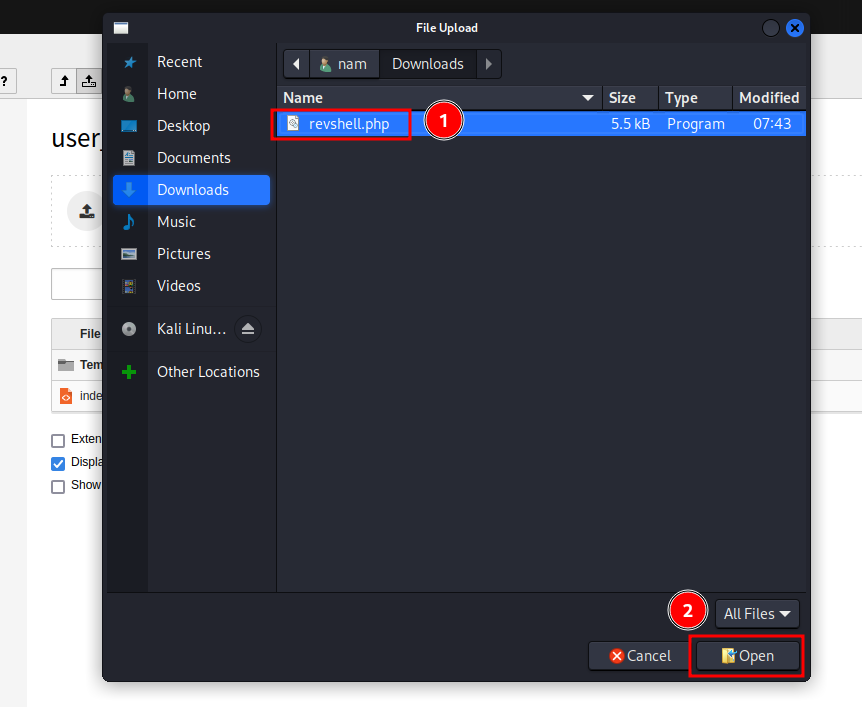 File Upload
?
user_
File
Tem
inde
Exten
Displa
Show
Recent
Home
Desktop
Documents
Downloads
Music
Pictures
Videos
Kali Linu...
Other Locations
nam Downloads
Name Size Type Modified
revshell.php 5.5 kB Program 07:43
1
2
All Files
Cancel Open